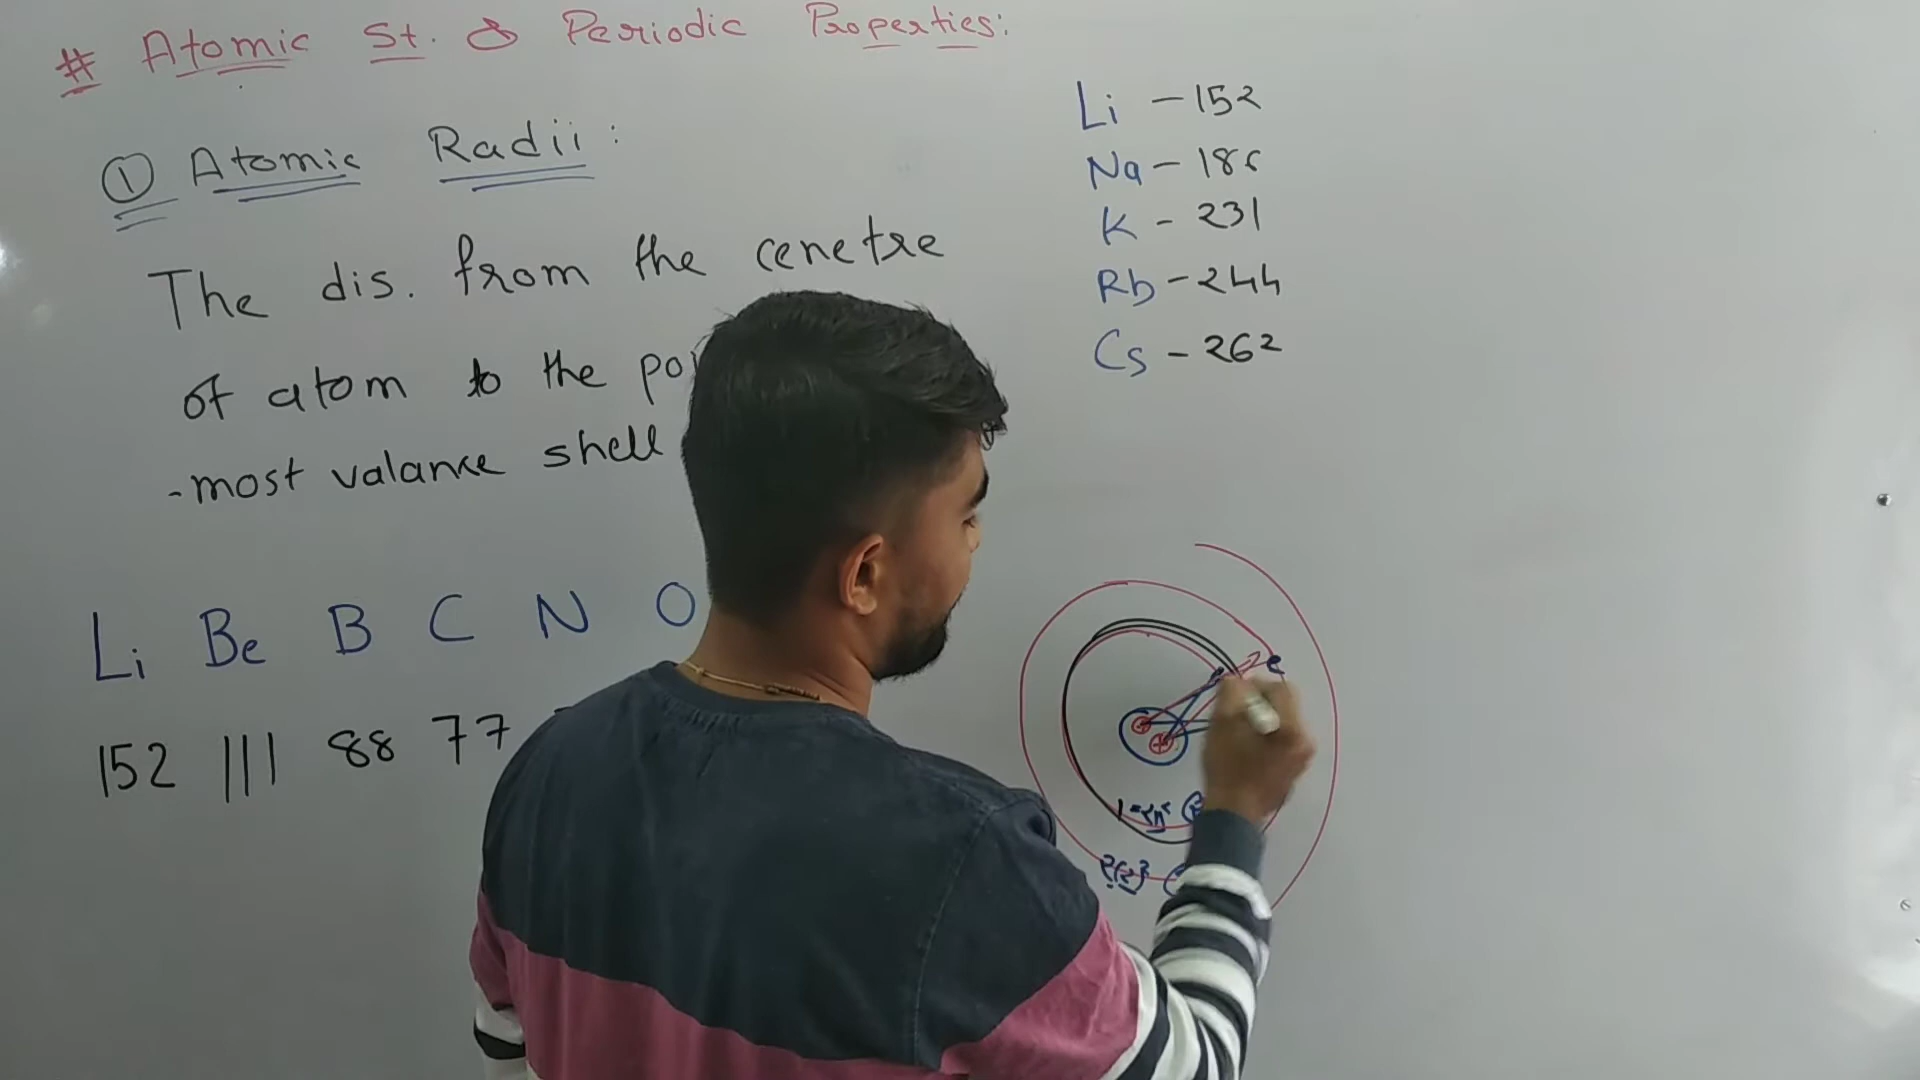 # Atomic St. & Periodic Properties:
① Atomic Radii:
The dis. from the cenetre
of atom to the
-most valance shell
Li Be B C N O
152 111 88 77
Li - 152
Na - 186
K - 231
Rb - 244
Cs - 262